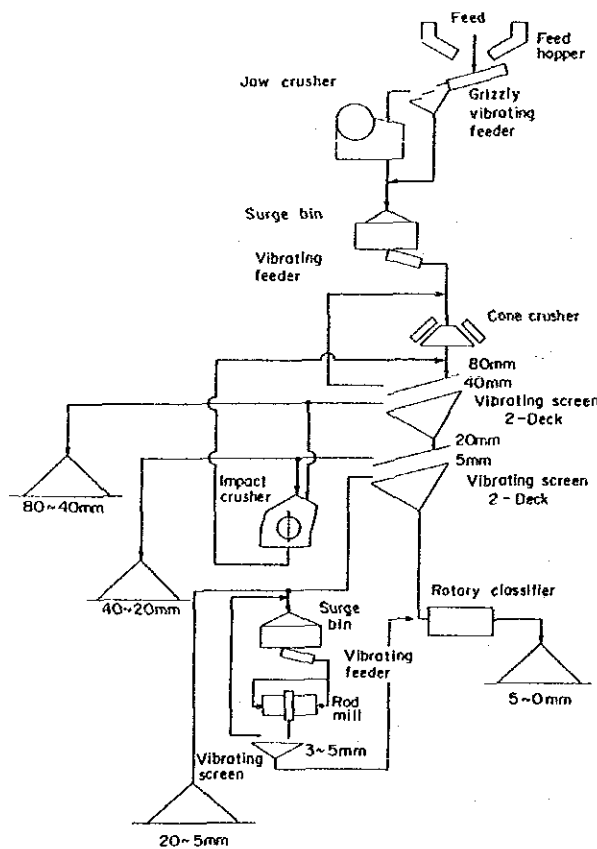 Feed
Feed
hopper
Jaw crusher
Grizzly
vibrating
feeder
Surge bin
Vibrating
feeder
Cone crusher
80mm
40mm
Vibrating screen
2-Deck
20mm
5mm
Vibrating screen
2-Deck
Impact
crusher
80~40mm
40~20mm
Surge
bin
Rotary classifier
Vibrating
feeder
5~0mm
Rod
mill
3~5mm
Vibrating
screen
20~5mm